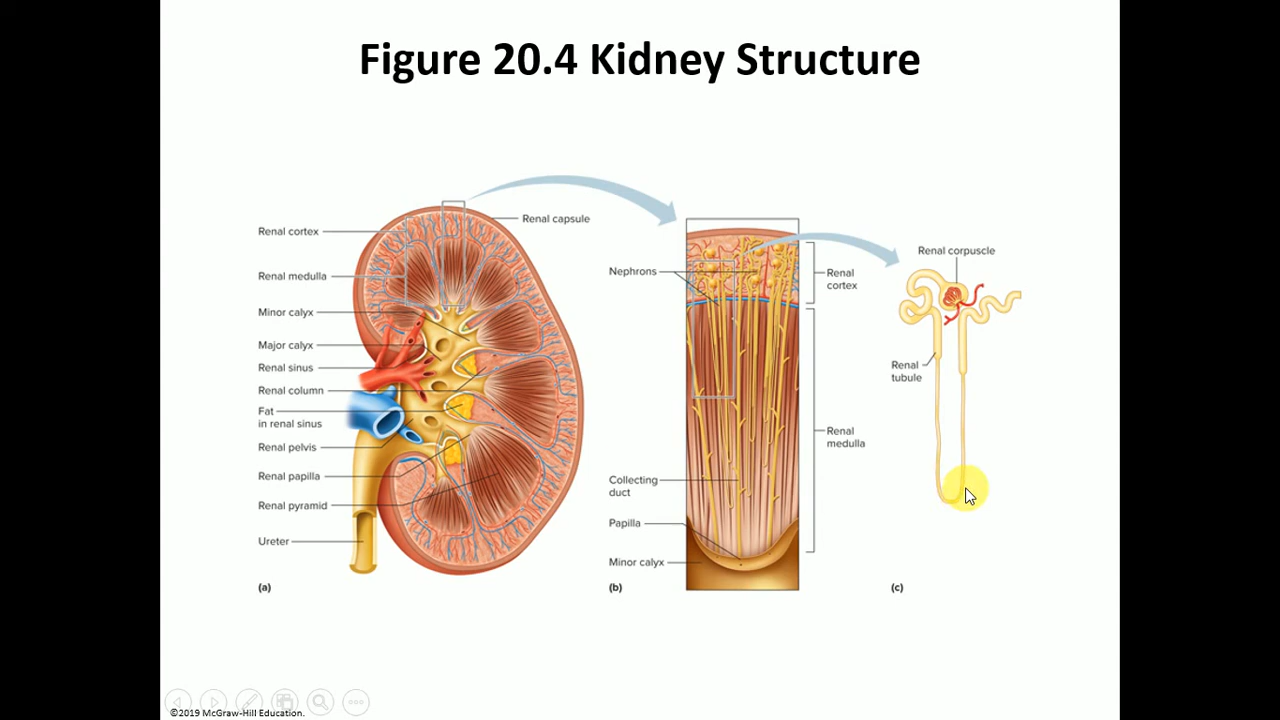 Figure 20.4 Kidney Structure
Renal cortex
Renal medulla
Minor calyx
Major calyx
Renal sinus
Renal column
Fat
in renal sinus
Renal pelvis
Renal papilla
Renal pyramid
Ureter
Renal capsule
(a)
Nephrons
Collecting
duct
Papilla
Minor calyx
Renal
cortex
Renal
medulla
(b)
Renal corpuscle
Renal
tubule
(c)
©2019 McGraw-Hill Education.